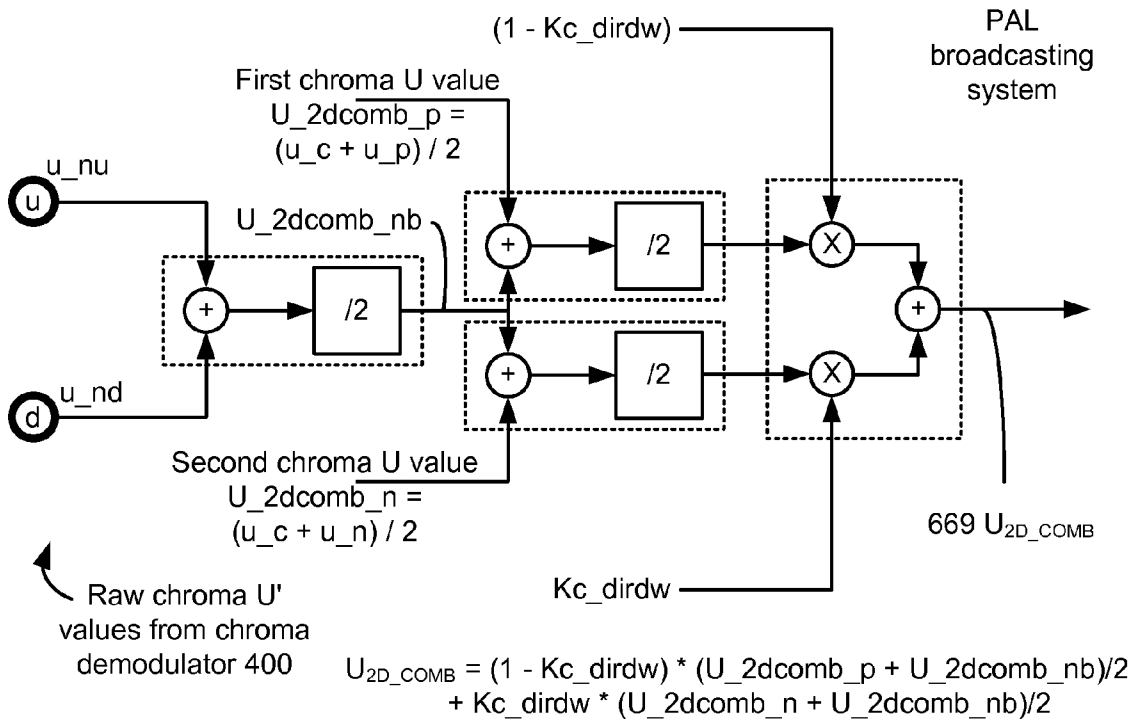 (1 - Kc_dirdw)
PAL
broadcasting
system
First chroma U value
U_2dcomb_p =
(u_c + u_p) / 2
u_nu
u
U_2dcomb_nb
+
/2
X
+
/2
+
+
/2
X
u_nd
d
Second chroma U value
U_2dcomb_n =
(u_c + u_n) / 2
669 U2D_COMB
Kc_dirdw
Raw chroma U'
values from chroma
demodulator 400
U2D_COMB = (1 - Kc_dirdw) * (U_2dcomb_p + U_2dcomb_nb)/2
+ Kc_dirdw * (U_2dcomb_n + U_2dcomb_nb)/2